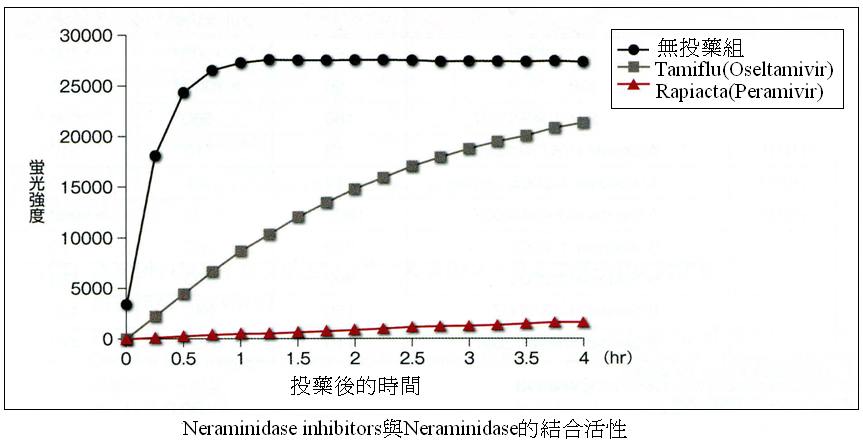 30000
25000
20000
15000
10000
5000
0
螢光強度
0 0.5 1 1.5 2 2.5 3 3.5 4 (hr)
投藥後的時間
無投藥組
Tamiflu(Oseltamivir)
Rapiacta(Peramivir)
Neraminidase inhibitors與Neraminidase的結合活性